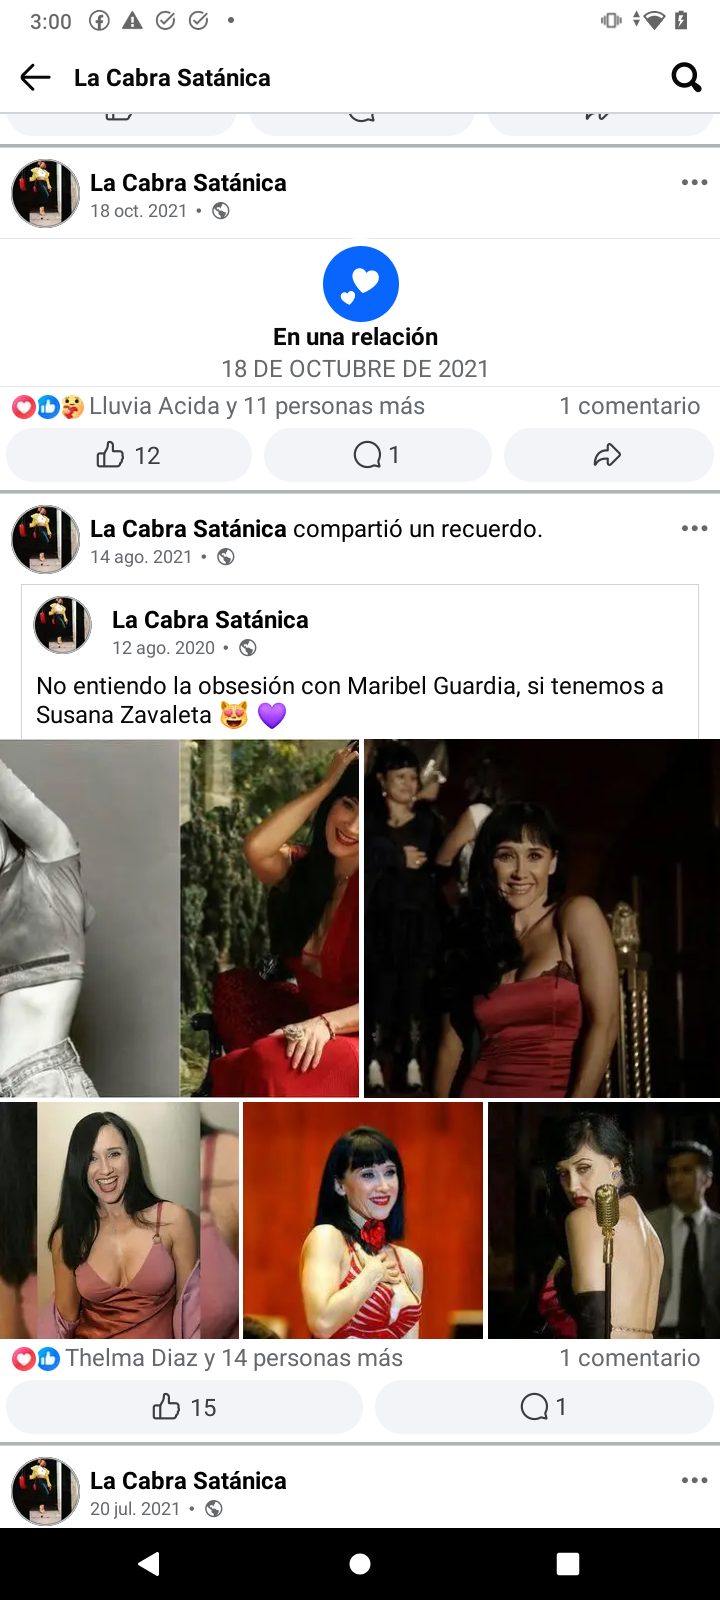 3:00
La Cabra Satánica
La Cabra Satánica
18 oct. 2021 •
En una relación
18 DE OCTUBRE DE 2021
Lluvia Acida y 11 personas más 1 comentario
12 1
La Cabra Satánica compartió un recuerdo.
14 ago. 2021 •
La Cabra Satánica
12 ago. 2020 •
No entiendo la obsesión con Maribel Guardia, si tenemos a
Susana Zavaleta 😻 💜
Thelma Diaz y 14 personas más 1 comentario
15 1
La Cabra Satánica
20 jul. 2021 •